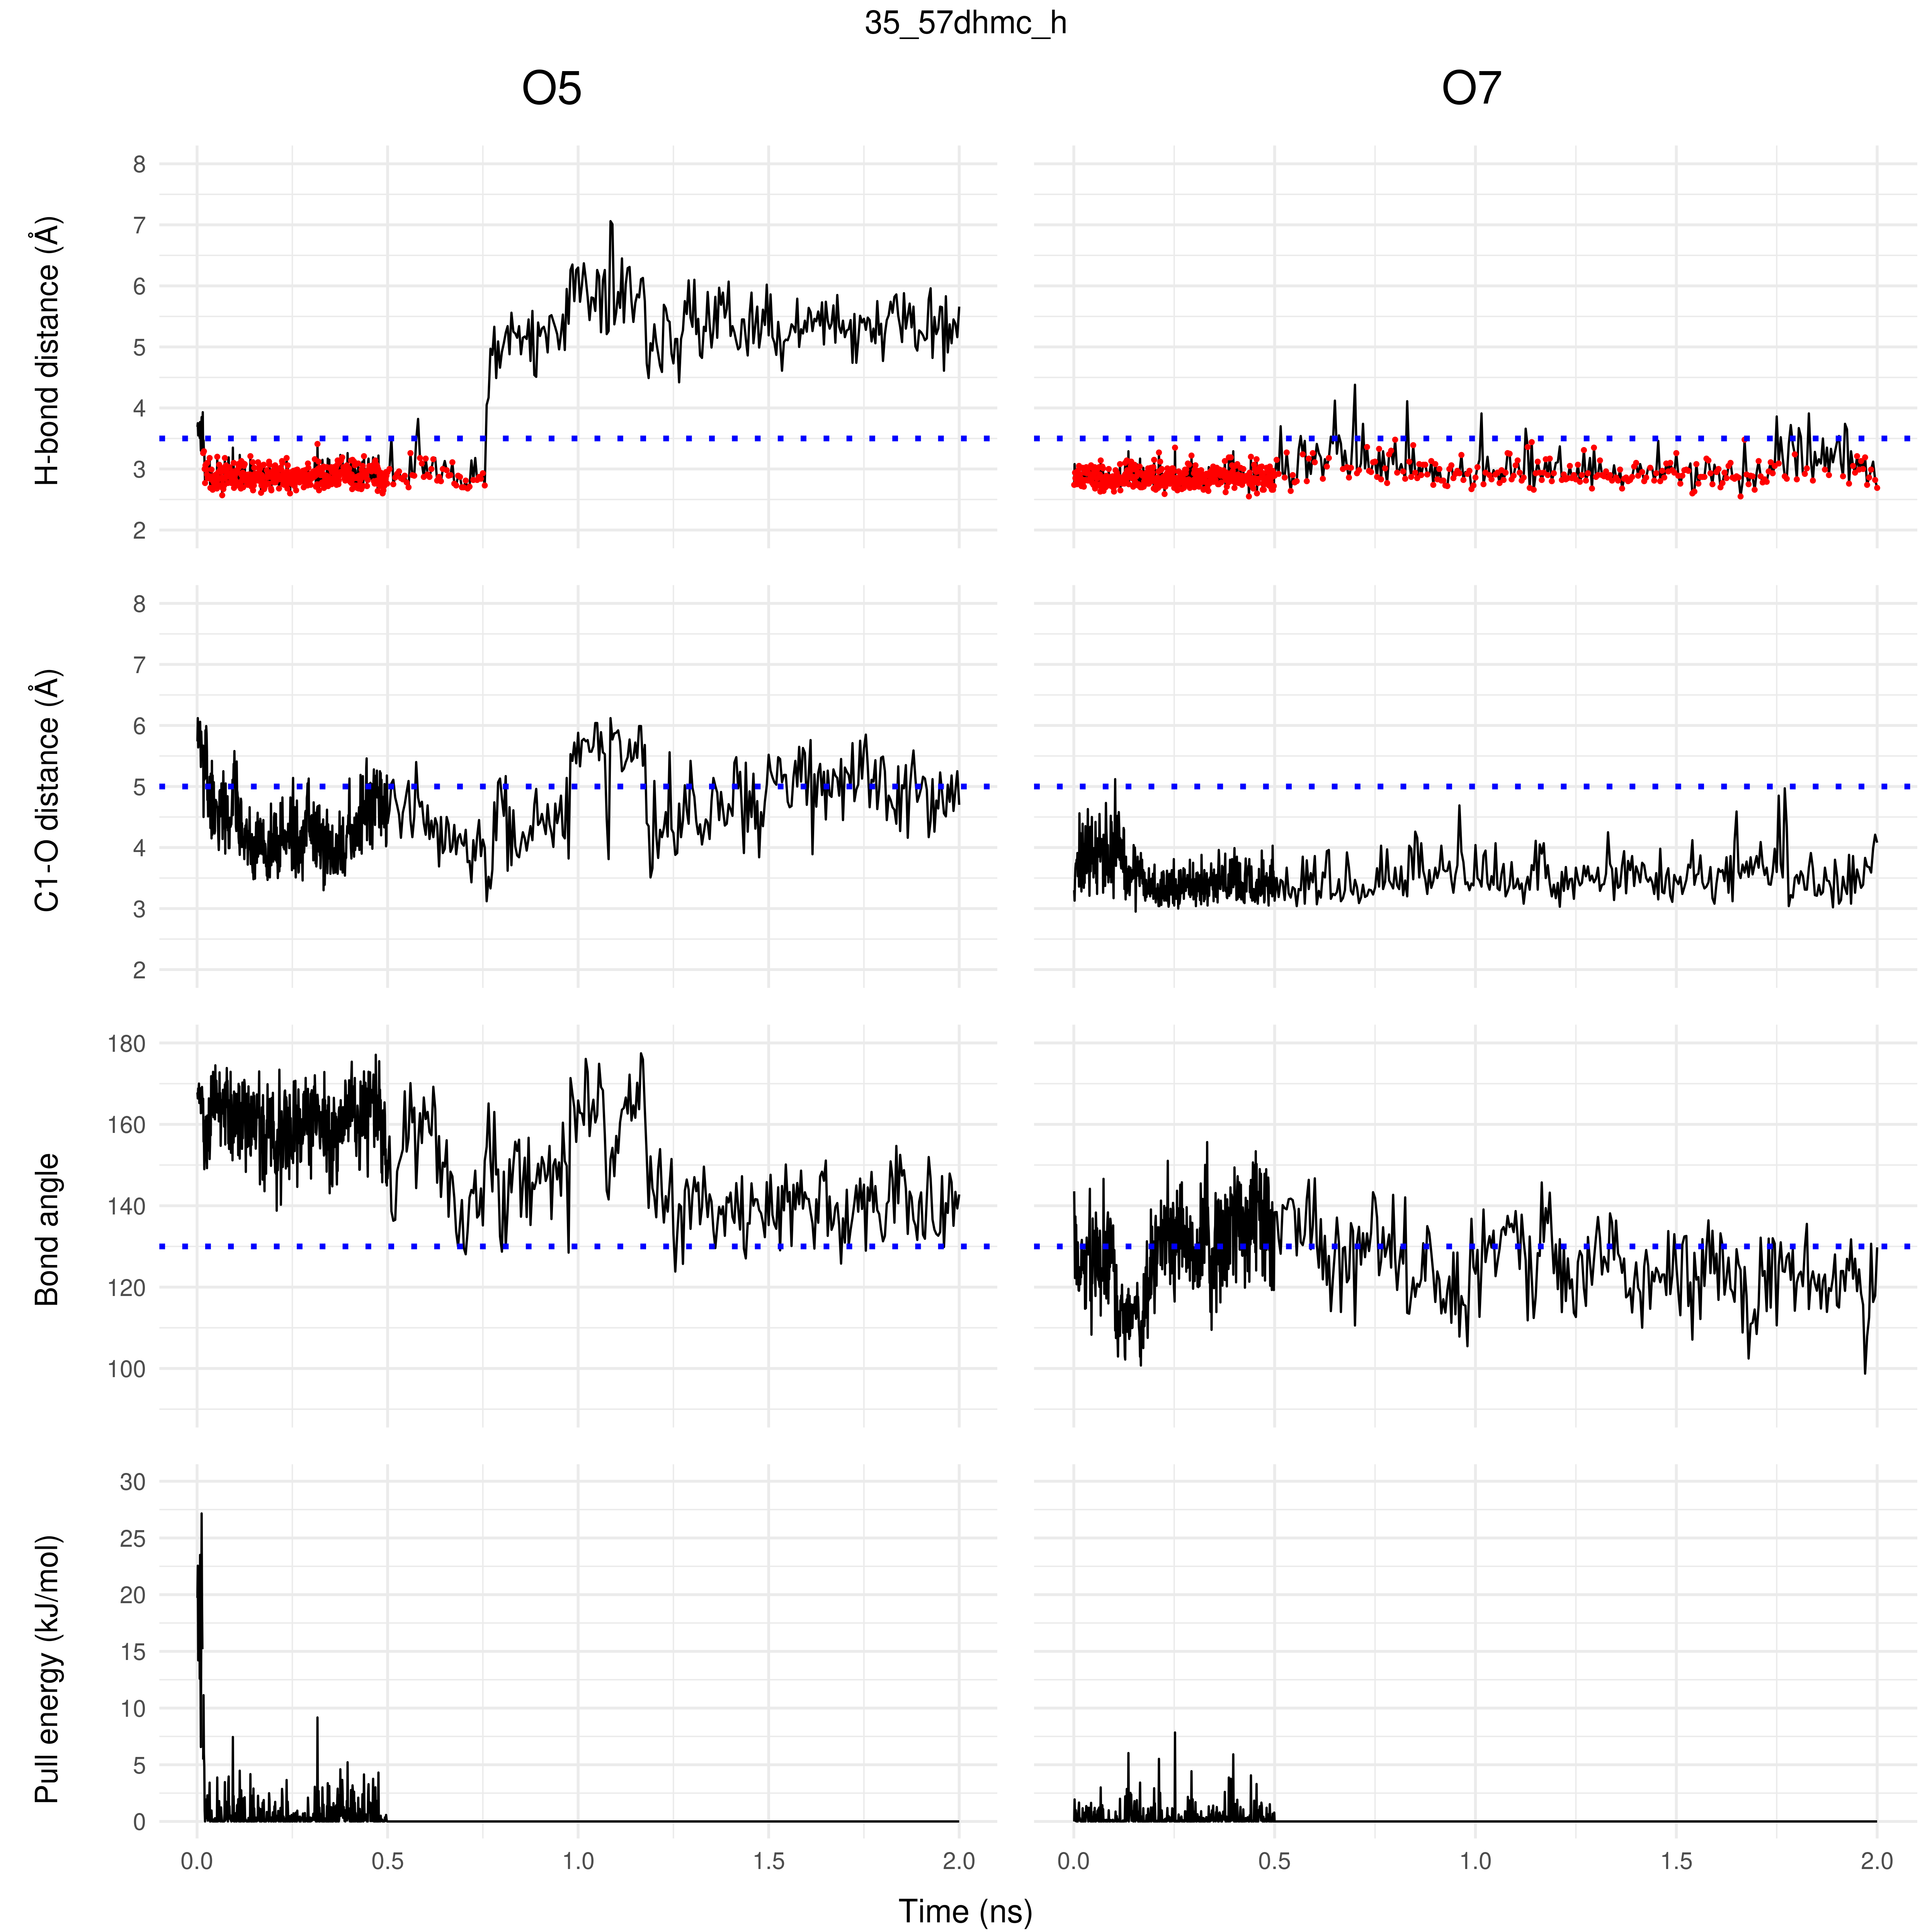 35_57dhmc_h
O5
O7
H-bond distance (Å)
8
7
6
5
4
3
2
C1-O distance (Å)
8
7
6
5
4
3
2
Bond angle
180
160
140
120
100
Pull energy (kJ/mol)
30
25
20
15
10
5
0
0.0 0.5 1.0 1.5 2.0
0.0 0.5 1.0 1.5 2.0
Time (ns)